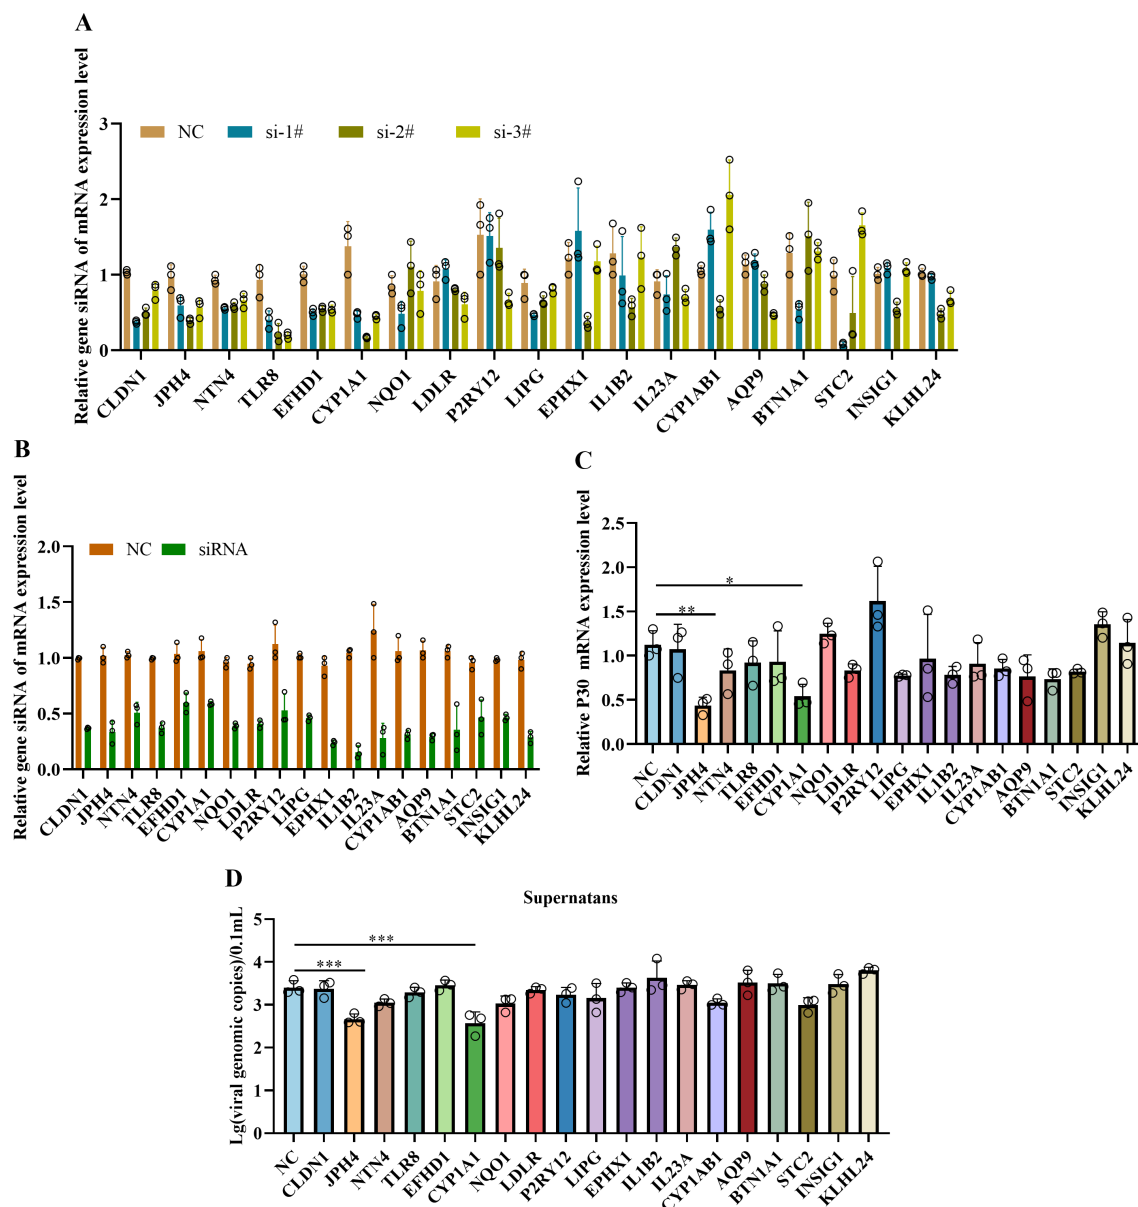 A
Relative gene siRNA of mRNA expression level
3
2
1
0
NC
si-1#
si-2#
si-3#
CLDN1
JPH4
NTN4
TLR8
EFHD1
CYP1A1
NQO1
LDLR
P2RY12
LIPG
EPHX1
IL1B2
IL23A
CYP1AB1
AQP9
BTN1A1
STC2
INSIG1
KLHL24
B
Relative gene siRNA of mRNA expression level
2.0
1.5
1.0
0.5
0.0
NC
siRNA
CLDN1
JPH4
NTN4
TLR8
EFHD1
CYP1A1
NQO1
LDLR
P2RY12
LIPG
EPHX1
IL1B2
IL23A
CYP1AB1
AQP9
BTN1A1
STC2
INSIG1
KLHL24
C
Relative P30 mRNA expression level
2.5
2.0
1.5
1.0
0.5
0.0
*
**
NC
CLDN1
JPH4
NTN4
TLR8
EFHD1
CYP1A1
NQO1
LDLR
P2RY12
LIPG
EPHX1
IL1B2
IL23A
CYP1AB1
AQP9
BTN1A1
STC2
INSIG1
KLHL24
D
Supernatans
Lg(viral genomic copies)/0.1mL
5
4
3
2
1
0
***
***
NC
CLDN1
JPH4
NTN4
TLR8
EFHD1
CYP1A1
NQO1
LDLR
P2RY12
LIPG
EPHX1
IL1B2
IL23A
CYP1AB1
AQP9
BTN1A1
STC2
INSIG1
KLHL24